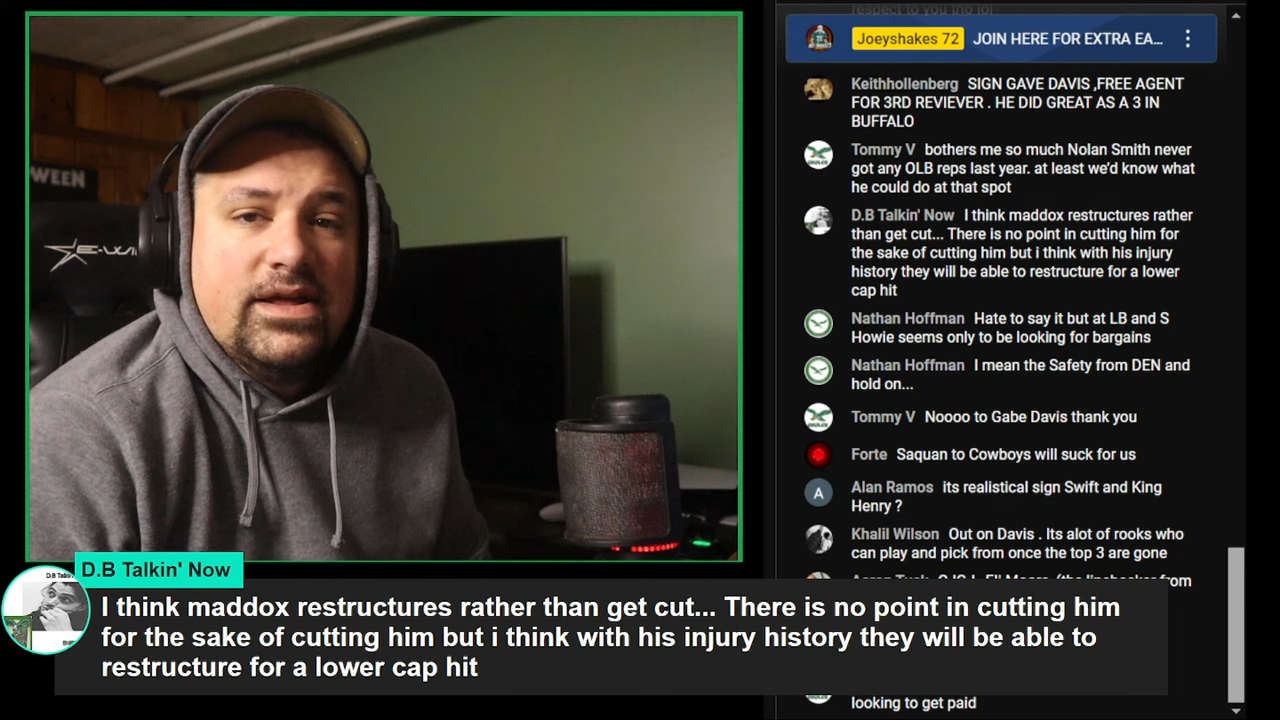 respect to you tho lol
Joeyshakes 72 JOIN HERE FOR EXTRA EA...
Keithhollenberg SIGN GAVE DAVIS ,FREE AGENT
FOR 3RD REVIEVER . HE DID GREAT AS A 3 IN
BUFFALO
Tommy V bothers me so much Nolan Smith never
got any OLB reps last year. at least we'd know what
he could do at that spot
D.B Talkin' Now I think maddox restructures rather
than get cut... There is no point in cutting him for
the sake of cutting him but i think with his injury
history they will be able to restructure for a lower
cap hit
Nathan Hoffman Hate to say it but at LB and S
Howie seems only to be looking for bargains
Nathan Hoffman I mean the Safety from DEN and
hold on...
Tommy V Noooo to Gabe Davis thank you
Forte Saquan to Cowboys will suck for us
A Alan Ramos its realistical sign Swift and King
Henry ?
Khalil Wilson Out on Davis . Its alot of rooks who
can play and pick from once the top 3 are gone
from
looking to get paid
WEEN
E-WI
D.B Talkin' Now
I think maddox restructures rather than get cut... There is no point in cutting him
for the sake of cutting him but i think with his injury history they will be able to
restructure for a lower cap hit